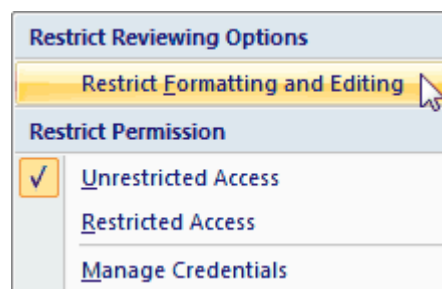 Restrict Reviewing Options
Restrict Formatting and Editing
Restrict Permission
Unrestricted Access
Restricted Access
Manage Credentials